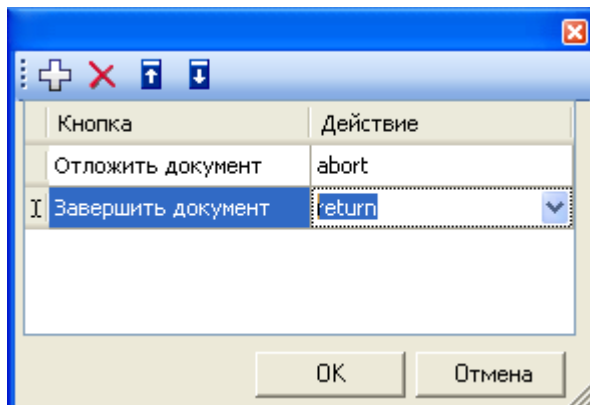 Кнопка Действие
Отложить документ abort
Завершить документ return
OK Отмена